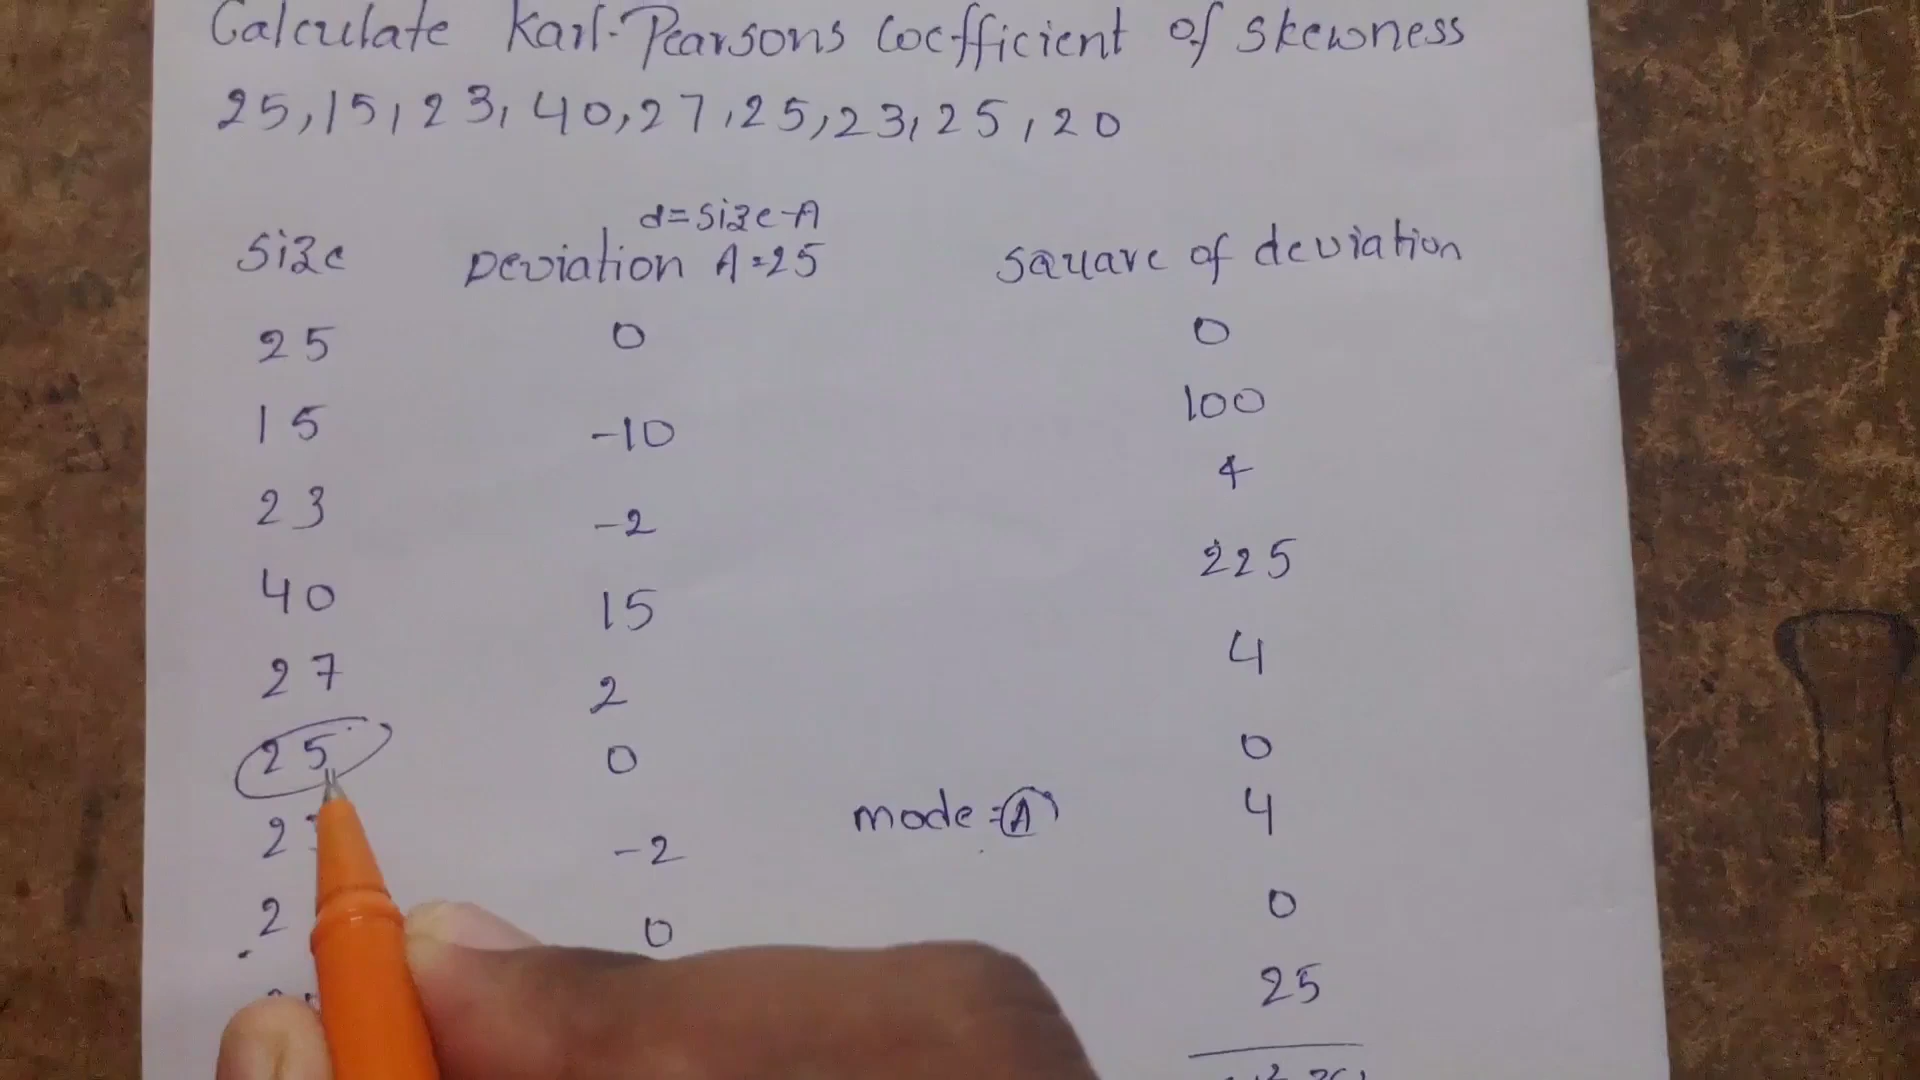 Calculate Karl-Pearsons Coefficient of skewness
25, 15, 23, 40, 27, 25, 23, 25, 20
d=size-A
Size Deviation A=25 Square of deviation
25 0 0
15 -10 100
23 -2 4
40 15 225
27 2 4
25 0 0
mode = A
2 -2 4
2 0 0
25